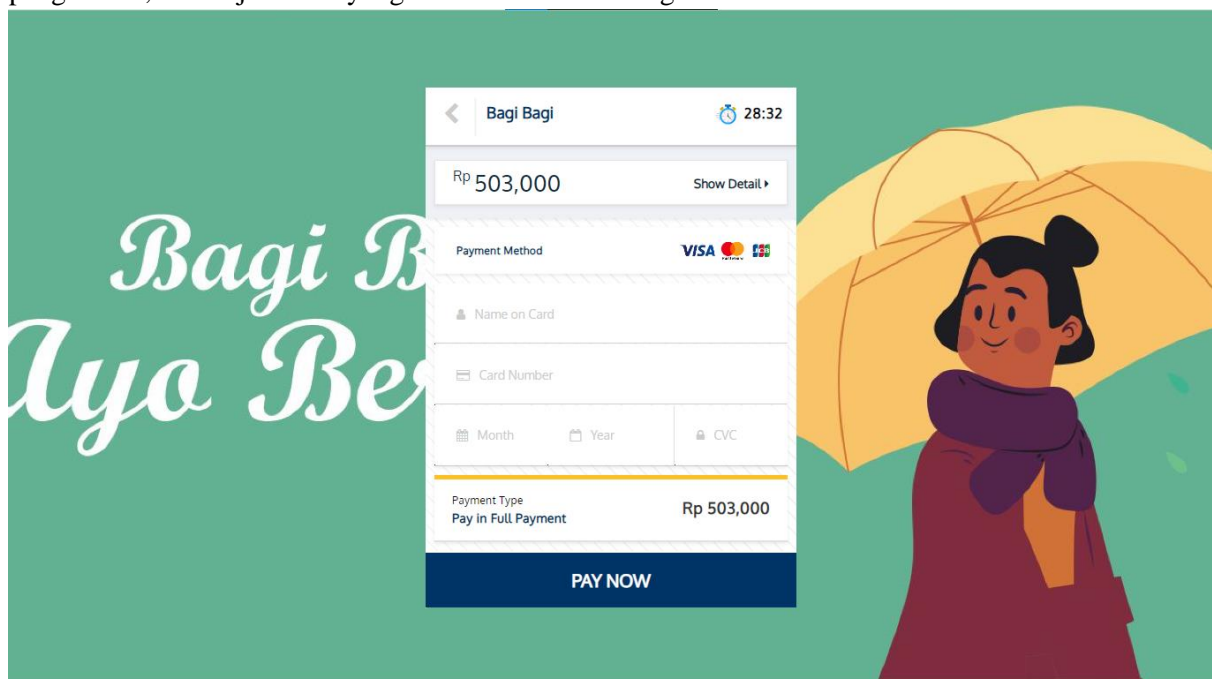 Bagi Bagi
28:32
Rp 503,000
Show Detail
Payment Method
VISA
JCB
Bagi B
Ayo Be
Name on Card
Card Number
Month
Year
CVC
Payment Type
Pay in Full Payment
Rp 503,000
PAY NOW